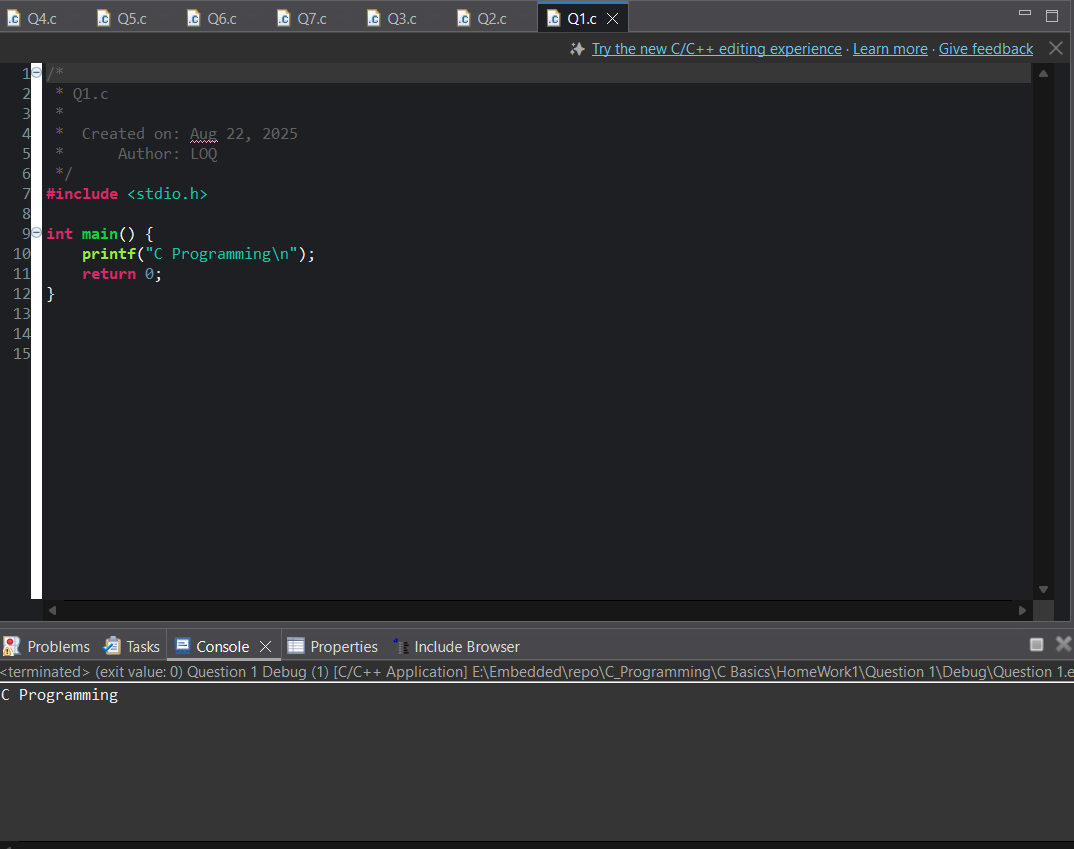 Q4.c Q5.c Q6.c Q7.c Q3.c Q2.c Q1.c
Try the new C/C++ editing experience · Learn more · Give feedback
1 /*
2  * Q1.c
3  *
4  *  Created on: Aug 22, 2025
5  *      Author: LOQ
6  */
7 #include <stdio.h>
8
9 int main() {
10     printf("C Programming\n");
11     return 0;
12 }
13
14
15
Problems Tasks Console Properties Include Browser
<terminated> (exit value: 0) Question 1 Debug (1) [C/C++ Application] E:\Embedded\repo\C_Programming\C Basics\HomeWork1\Question 1\Debug\Question 1.e
C Programming